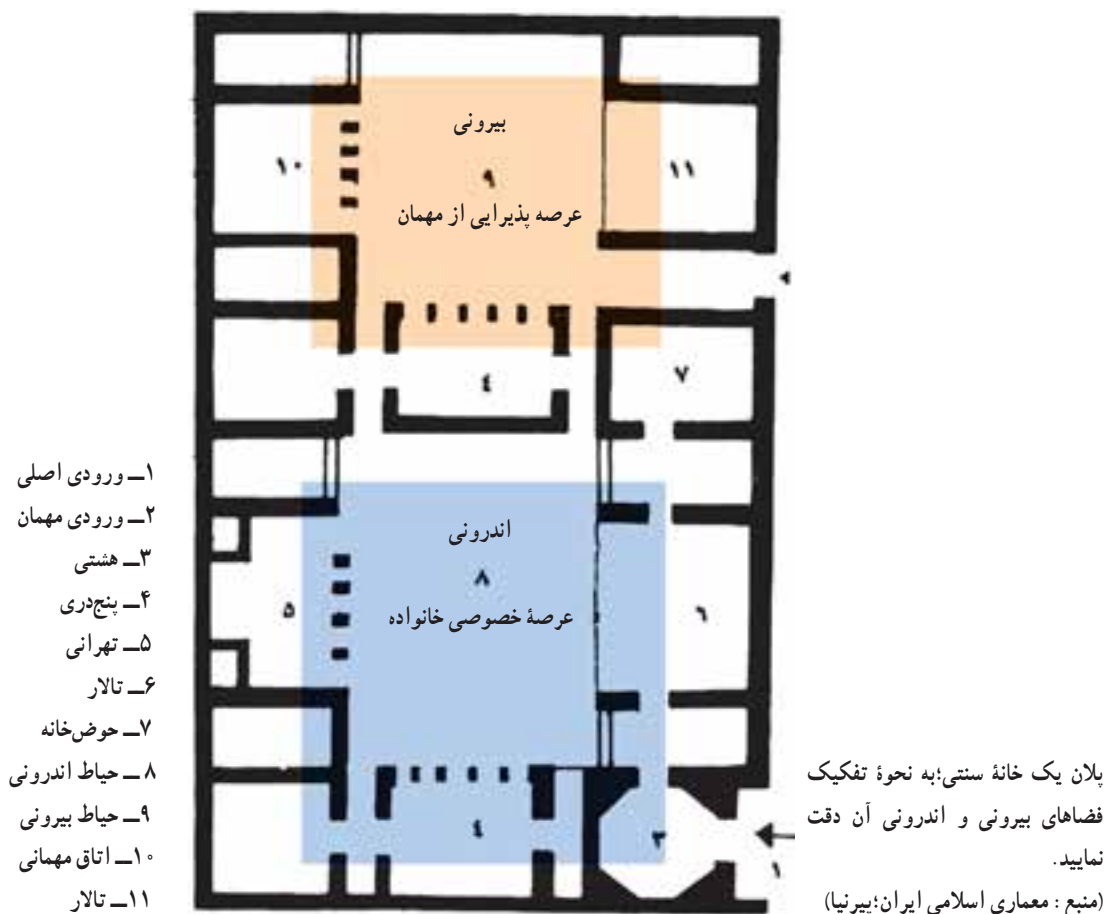 بیرونی
۱۰
۹
۱۱
عرصه پذیرایی از مهمان
۴
۷
اندرونی
۸
۵
۶
عرصهٔ خصوصی خانواده
۴
۳
۱
۱ــ ورودی اصلی
۲ــ ورودی مهمان
۳ــ هشتی
۴ــ پنج‌دری
۵ــ تهرانی
۶ــ تالار
۷ــ حوض‌خانه
۸ ــ حیاط اندرونی
۹ــ حیاط بیرونی
۱۰ــ اتاق مهمانی
۱۱ــ تالار
پلان یک خانهٔ سنتی؛به نحوهٔ تفکیک
فضاهای بیرونی و اندرونی آن دقت
نمایید.
(منبع : معماری اسلامی ایران؛پیرنیا)